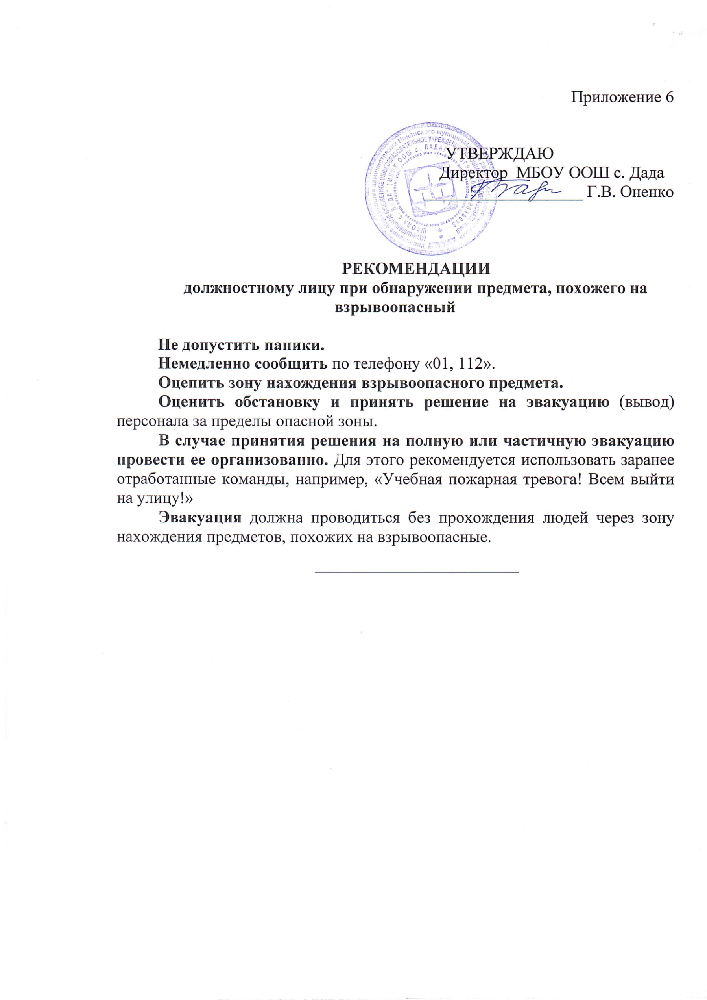 Приложение 6
УТВЕРЖДАЮ
Директор МБОУ ООШ с. Дада
Г.В. Оненко
РЕКОМЕНДАЦИИ
должностному лицу при обнаружении предмета, похожего на
взрывоопасный
Не допустить паники.
Немедленно сообщить по телефону «01, 112».
Оцепить зону нахождения взрывоопасного предмета.
Оценить обстановку и принять решение на эвакуацию (вывод)
персонала за пределы опасной зоны.
В случае принятия решения на полную или частичную эвакуацию
провести ее организованно. Для этого рекомендуется использовать заранее
отработанные команды, например, «Учебная пожарная тревога! Всем выйти
на улицу!»
Эвакуация должна проводиться без прохождения людей через зону
нахождения предметов, похожих на взрывоопасные.